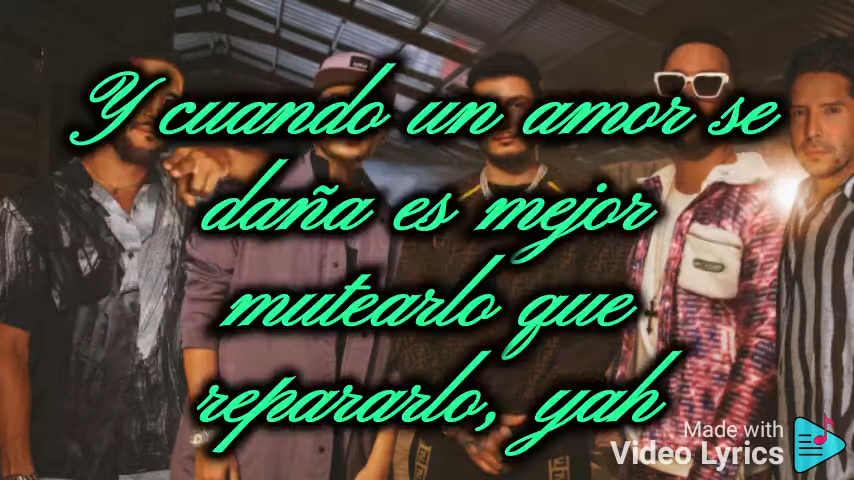 Y cuando un amor se
daña es mejor
mutearlo que
repararlo, yah
Made with
Video Lyrics